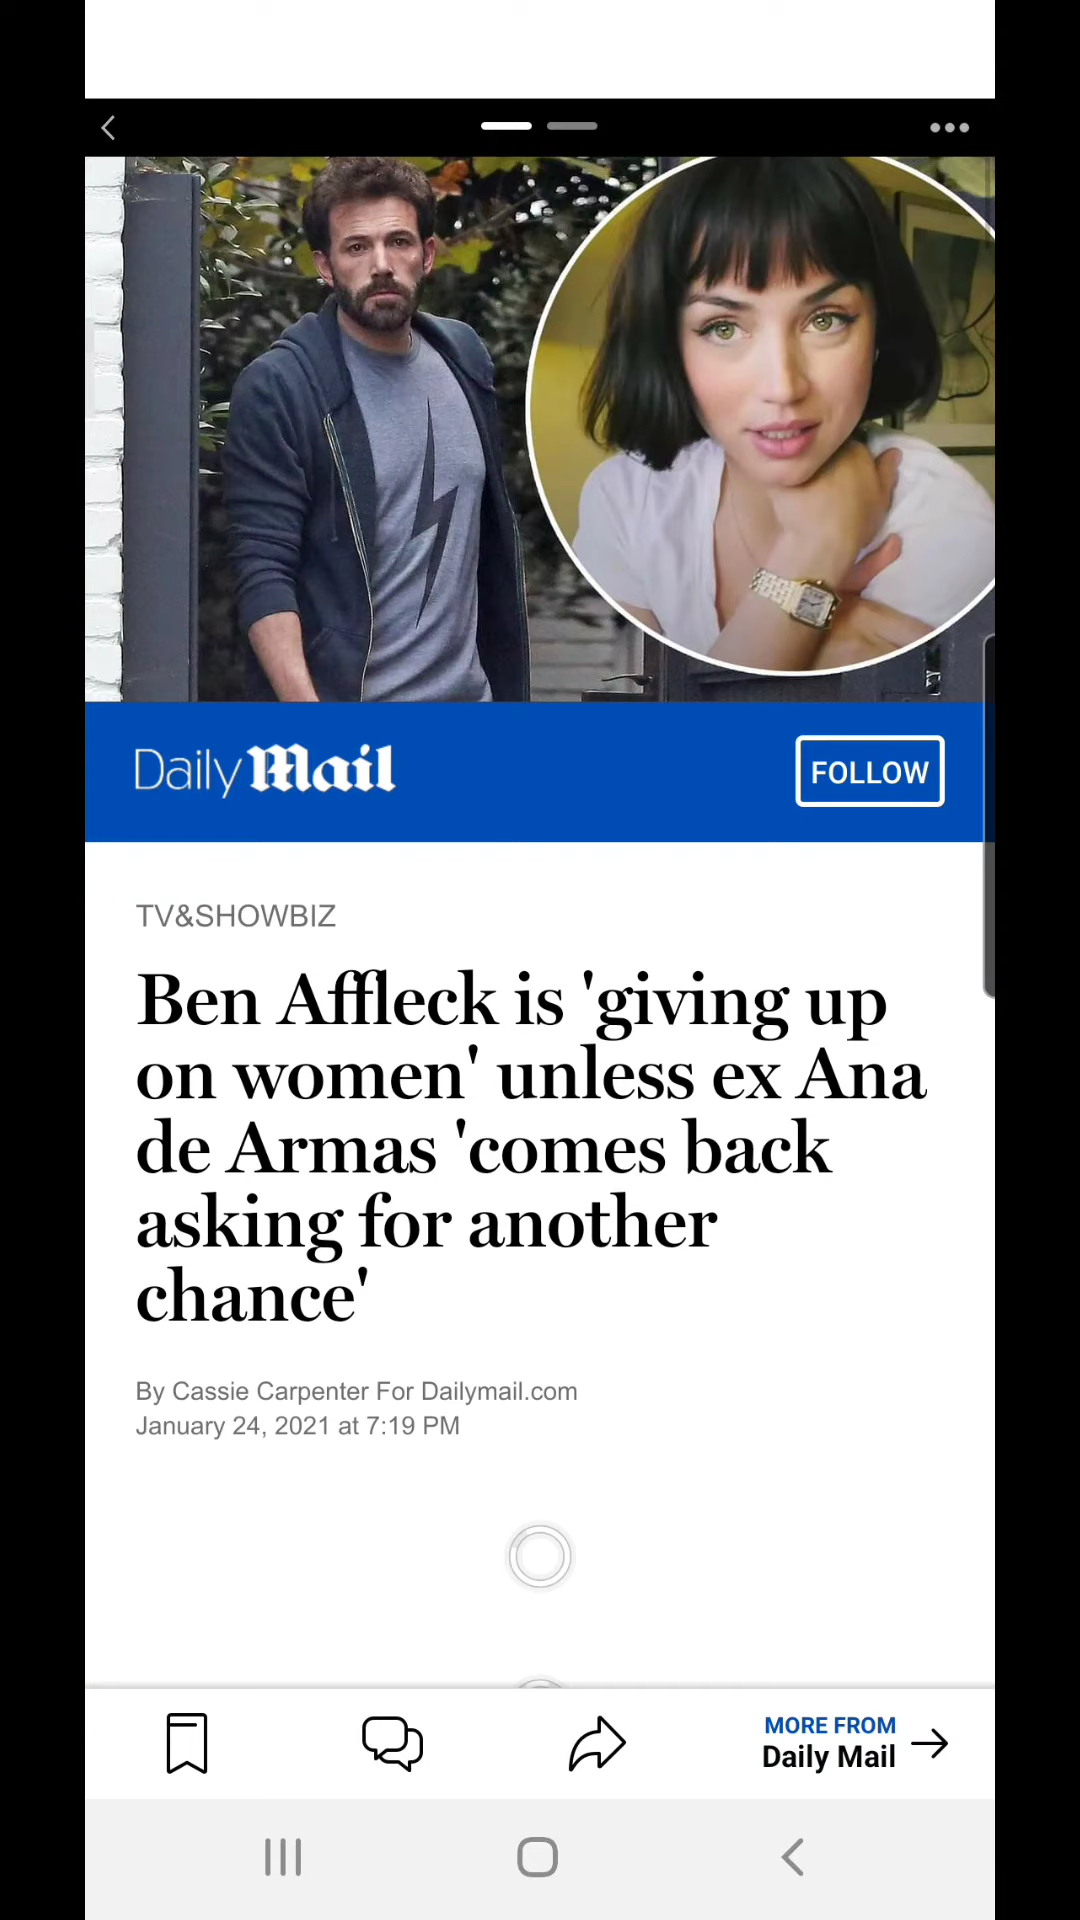 Daily Mail
FOLLOW
TV&SHOWBIZ
Ben Affleck is 'giving up
on women' unless ex Ana
de Armas 'comes back
asking for another
chance'
By Cassie Carpenter For Dailymail.com
January 24, 2021 at 7:19 PM
MORE FROM
Daily Mail